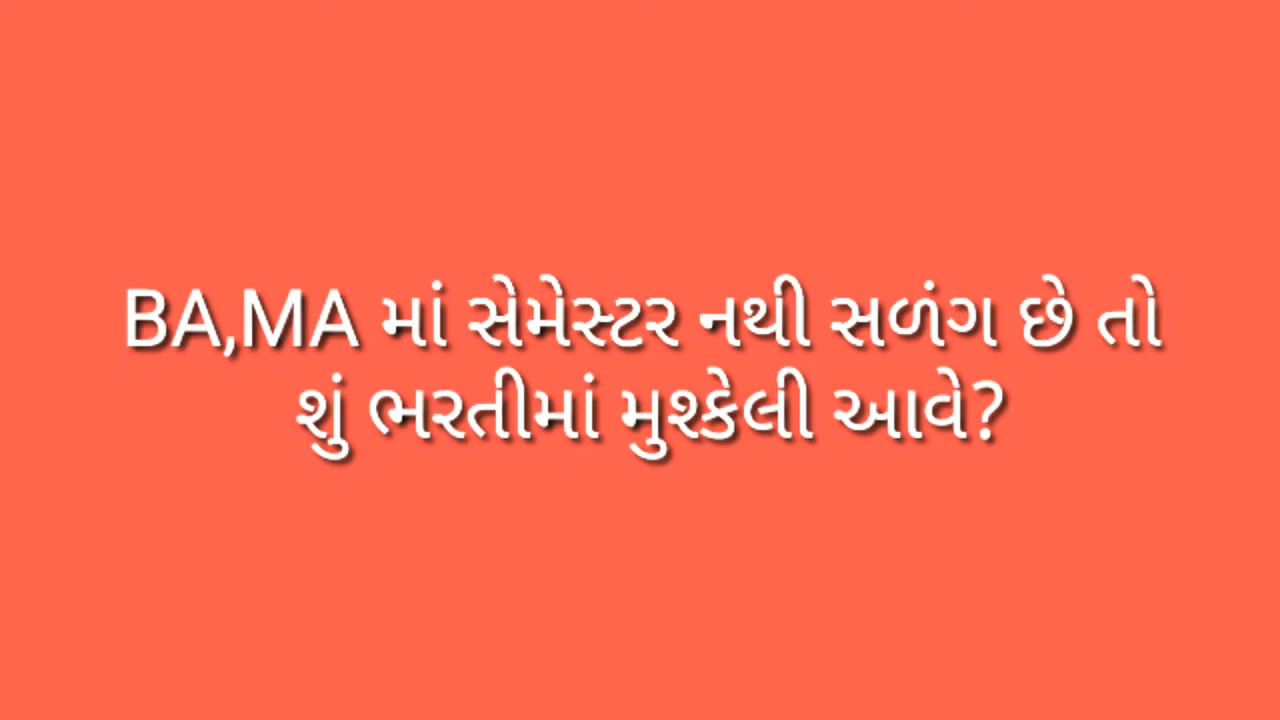 BA,MA માં સેમેસ્ટર નથી સળંગ છે તો
શું ભરતીમાં મુશ્કેલી આવે?